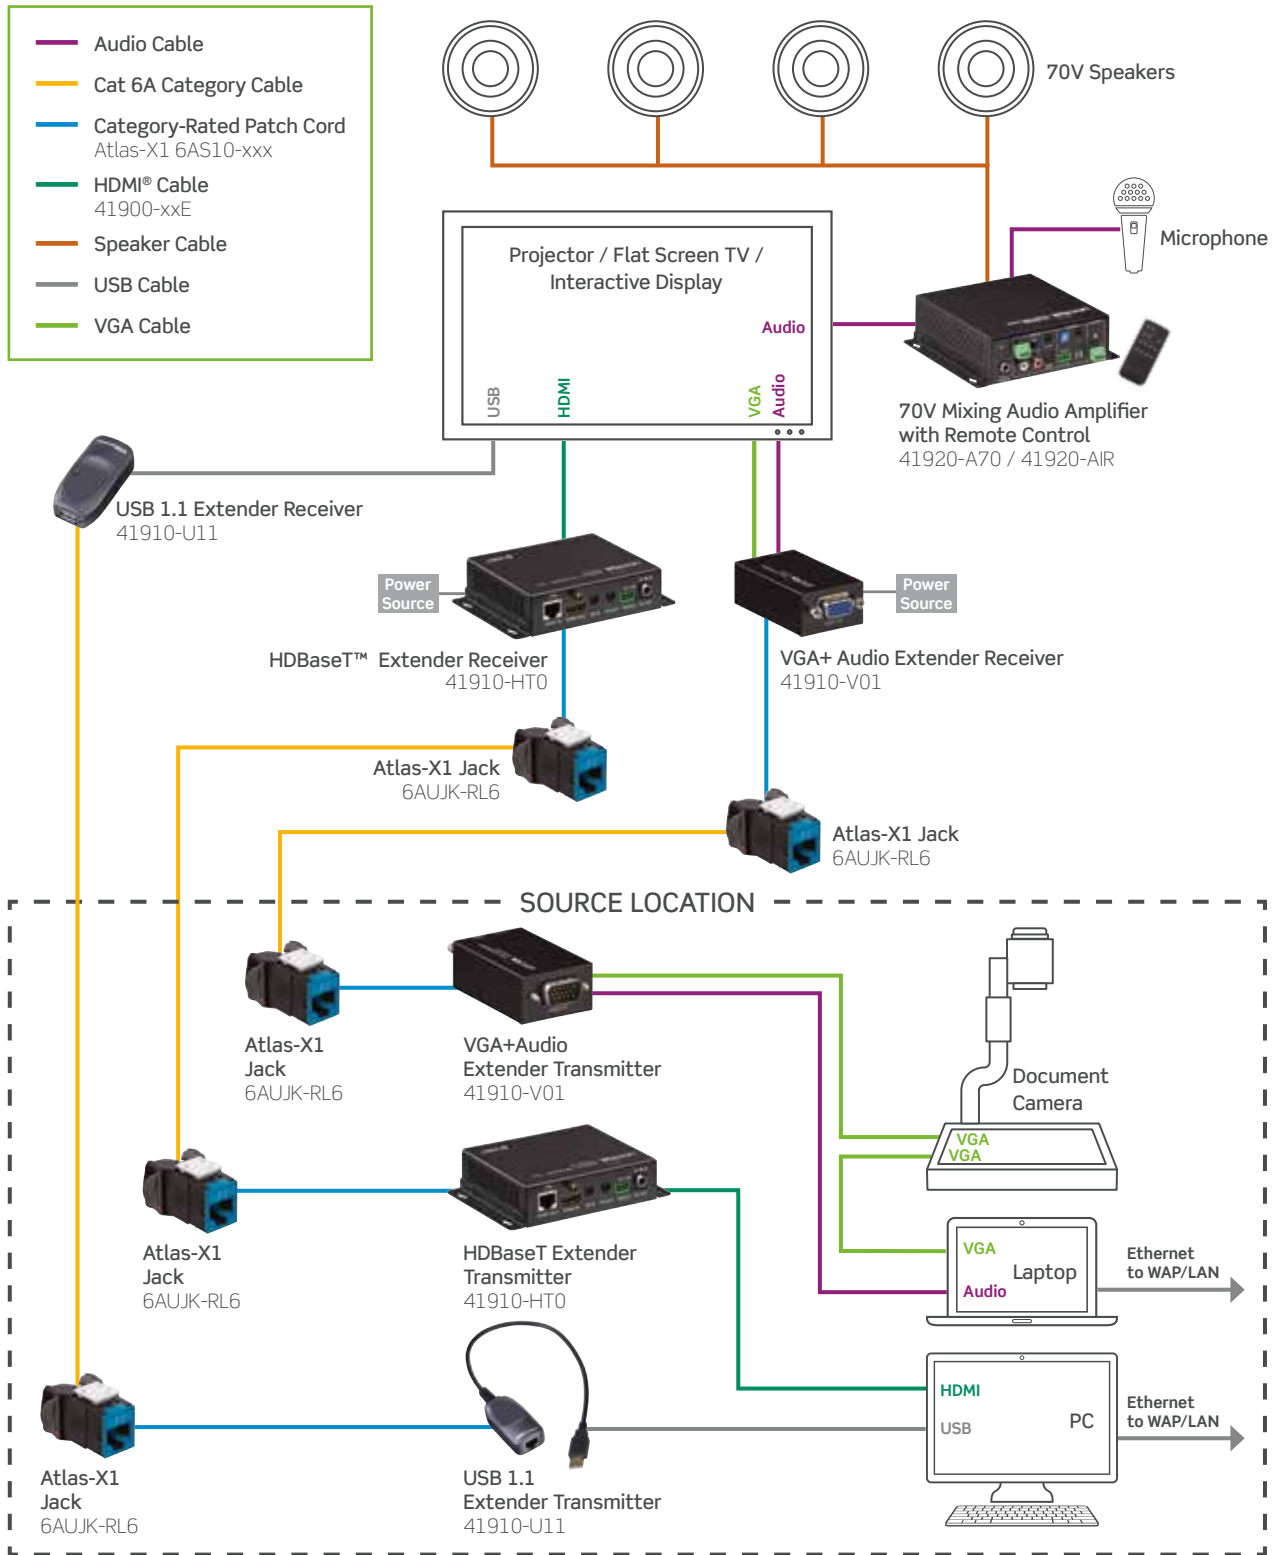 Audio Cable
Cat 6A Category Cable
Category-Rated Patch Cord
Atlas-X1 6AS10-xxx
HDMI® Cable
41900-xxE
Speaker Cable
USB Cable
VGA Cable
70V Speakers
Microphone
Projector / Flat Screen TV /
Interactive Display
Audio
USB
HDMI
VGA
Audio
70V Mixing Audio Amplifier
with Remote Control
41920-A70 / 41920-AIR
USB 1.1 Extender Receiver
41910-U11
Power
Source
Power
Source
HDBaseT™ Extender Receiver
41910-HT0
VGA+ Audio Extender Receiver
41910-V01
Atlas-X1 Jack
6AUJK-RL6
Atlas-X1 Jack
6AUJK-RL6
SOURCE LOCATION
Atlas-X1
Jack
6AUJK-RL6
VGA+Audio
Extender Transmitter
41910-V01
Document
Camera
VGA
VGA
Atlas-X1
Jack
6AUJK-RL6
HDBaseT Extender
Transmitter
41910-HT0
VGA
Laptop
Audio
Ethernet
to WAP/LAN
HDMI
USB
PC
Ethernet
to WAP/LAN
Atlas-X1
Jack
6AUJK-RL6
USB 1.1
Extender Transmitter
41910-U11